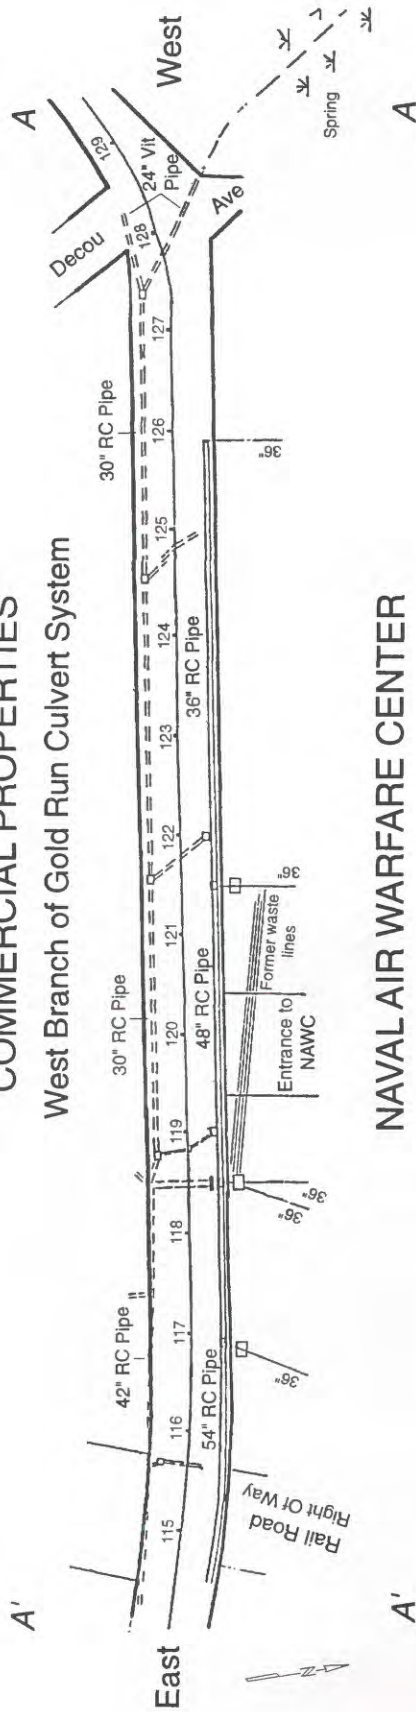 COMMERCIAL PROPERTIES
West Branch of Gold Run Culvert System
A'
A
East
West
42" RC Pipe
30" RC Pipe
30" RC Pipe
Decou
Ave
24" Vit
Pipe
115
116
117
118
119
120
121
122
123
124
125
126
127
128
129
54" RC Pipe
48" RC Pipe
36" RC Pipe
Spring
Rail Road
Right Of Way
36"
36"
36"
36"
36"
Former waste
lines
Entrance to
NAWC
N
NAVAL AIR WARFARE CENTER
A'
A